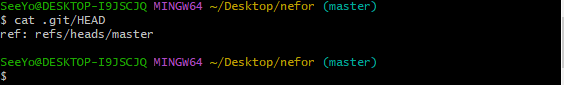 SeeYo@DESKTOP-I9JSCJQ MINGW64 ~/Desktop/nefor (master)
$ cat .git/HEAD
ref: refs/heads/master
SeeYo@DESKTOP-I9JSCJQ MINGW64 ~/Desktop/nefor (master)
$